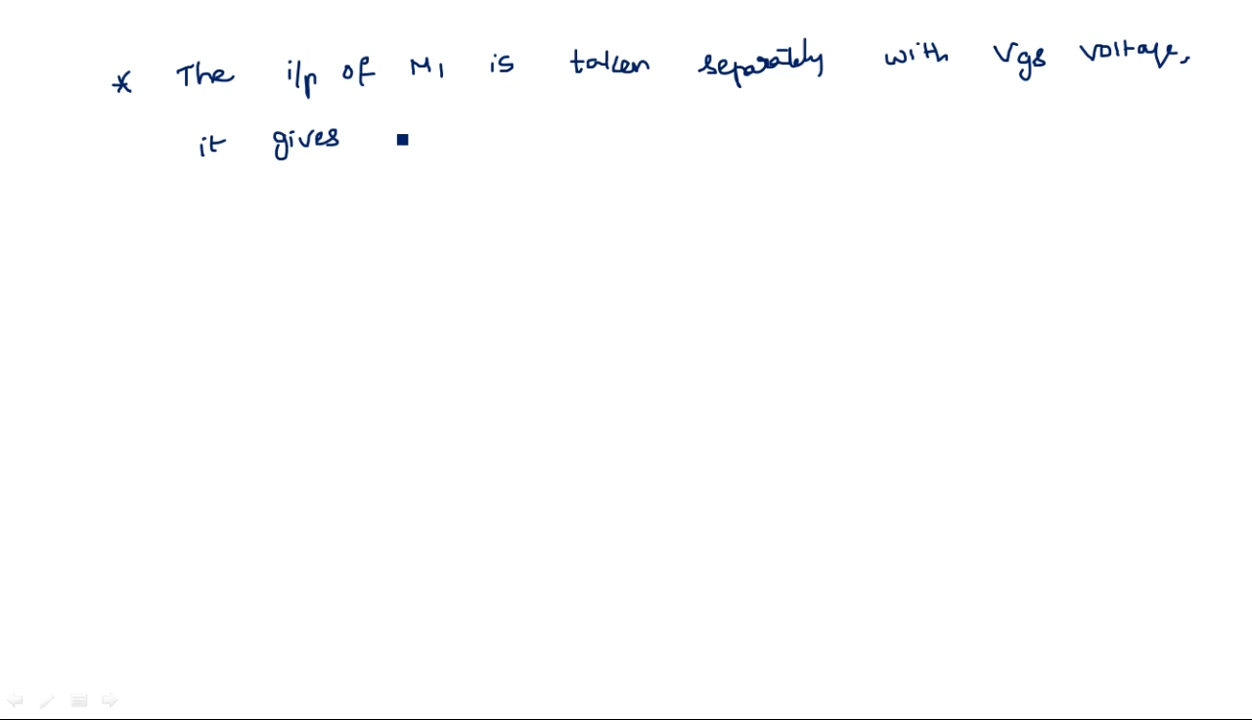 * The i/p of M1 is taken separately with Vgs voltage,
it gives